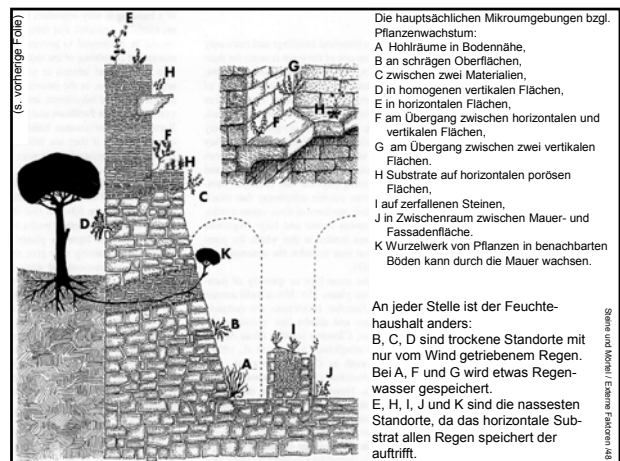 (s. vorherige Folie)
E
H
G
H
F
F
H
C
D
K
B
I
A
J
Die hauptsächlichen Mikroumgebungen bzgl.
Pflanzenwachstum:
A Hohlräume in Bodennähe,
B an schrägen Oberflächen,
C zwischen zwei Materialien,
D in homogenen vertikalen Flächen,
E in horizontalen Flächen,
F am Übergang zwischen horizontalen und
vertikalen Flächen,
G am Übergang zwischen zwei vertikalen
Flächen.
H Substrate auf horizontalen porösen
Flächen,
I auf zerfallenen Steinen,
J in Zwischenraum zwischen Mauer- und
Fassadenfläche.
K Wurzelwerk von Pflanzen in benachbarten
Böden kann durch die Mauer wachsen.
An jeder Stelle ist der Feuchte-
haushalt anders:
B, C, D sind trockene Standorte mit
nur vom Wind getriebenem Regen.
Bei A, F und G wird etwas Regen-
wasser gespeichert.
E, H, I, J und K sind die nassesten
Standorte, da das horizontale Sub-
strat allen Regen speichert der
auftrifft.
Steine und Mörtel / Externe Faktoren /48